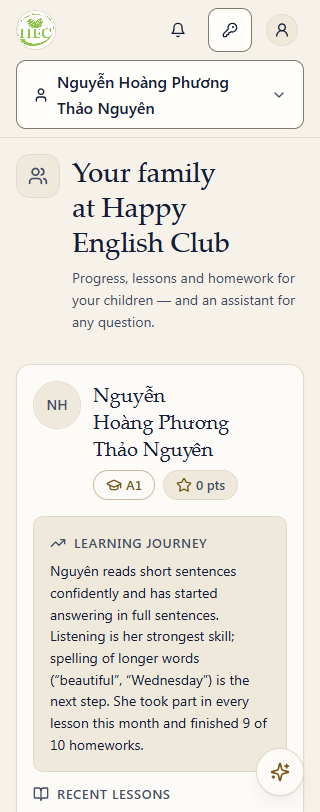 HEC
Nguyễn Hoàng Phương
Thảo Nguyên
Your family
at Happy
English Club
Progress, lessons and homework for
your children — and an assistant for
any question.
NH
Nguyễn
Hoàng Phương
Thảo Nguyên
A1
0 pts
LEARNING JOURNEY
Nguyên reads short sentences
confidently and has started
answering in full sentences.
Listening is her strongest skill;
spelling of longer words
(“beautiful”, “Wednesday”) is the
next step. She took part in every
lesson this month and finished 9 of
10 homeworks.
RECENT LESSONS